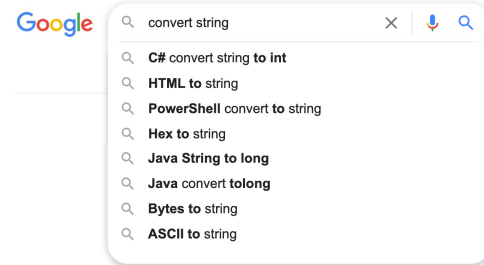 Google
convert string
C# convert string to int
HTML to string
PowerShell convert to string
Hex to string
Java String to long
Java convert tolong
Bytes to string
ASCII to string